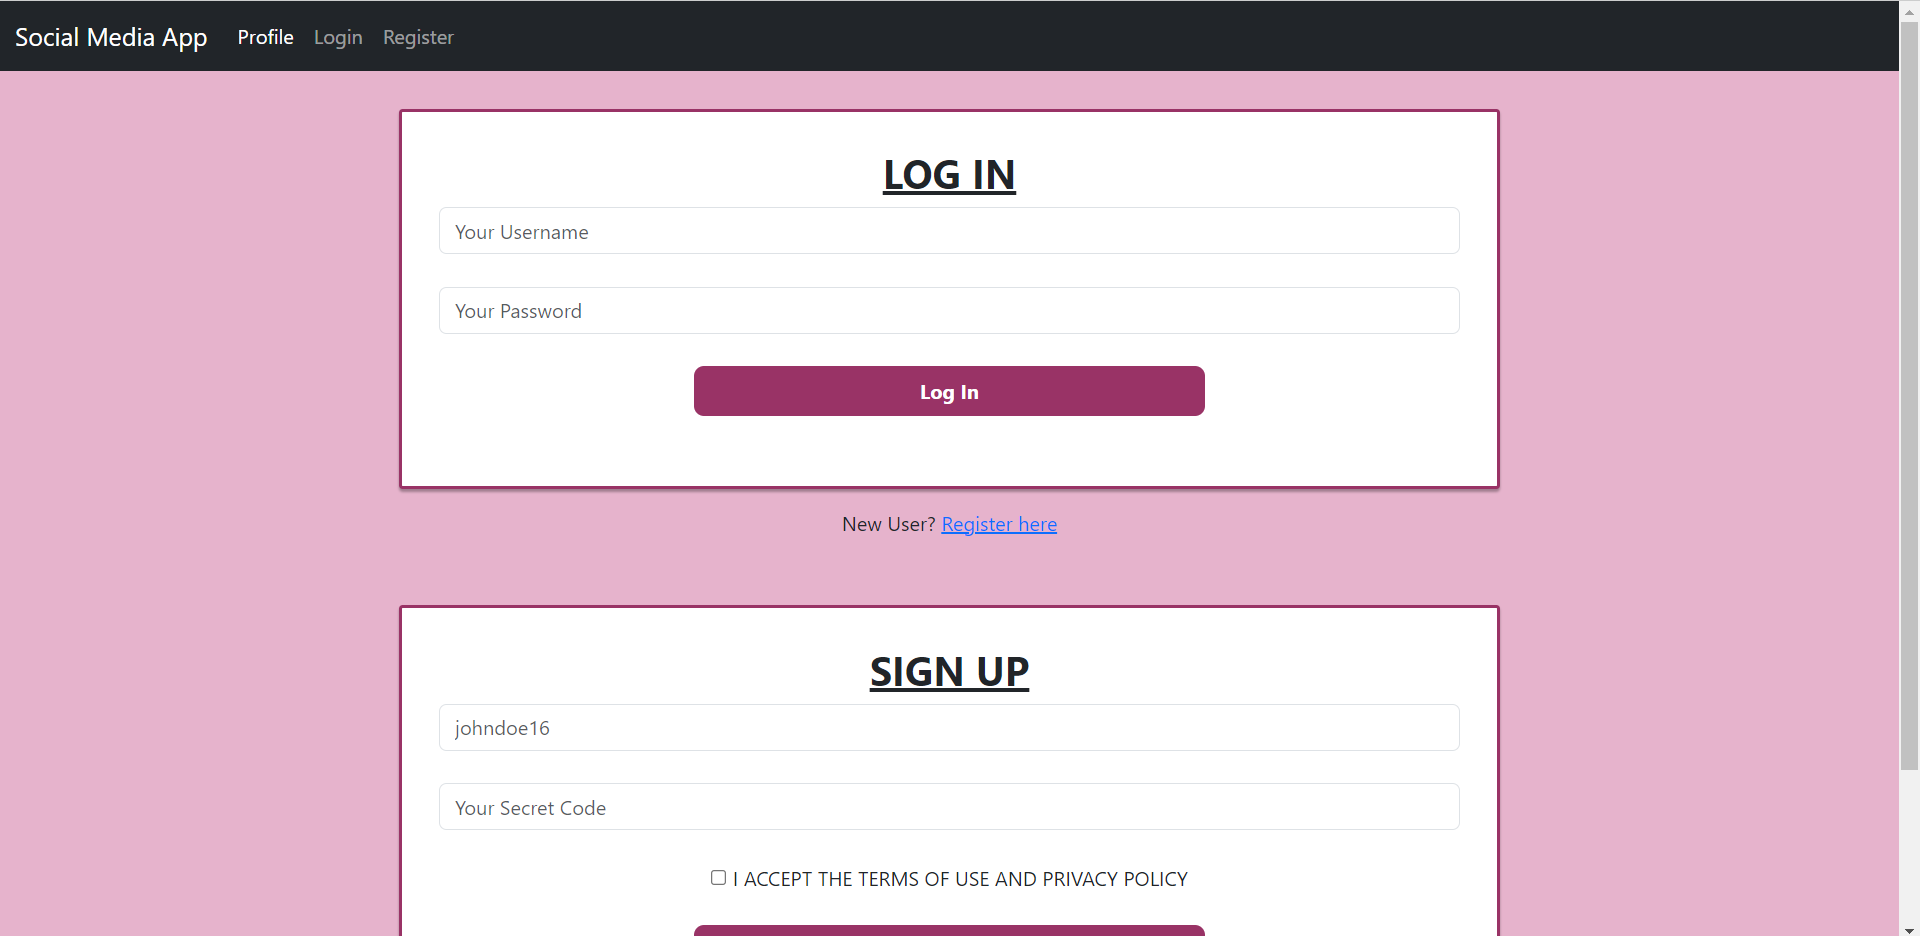 Social Media App Profile Login Register
LOG IN
Your Username
Your Password
Log In
New User? Register here
SIGN UP
johndoe16
Your Secret Code
I ACCEPT THE TERMS OF USE AND PRIVACY POLICY